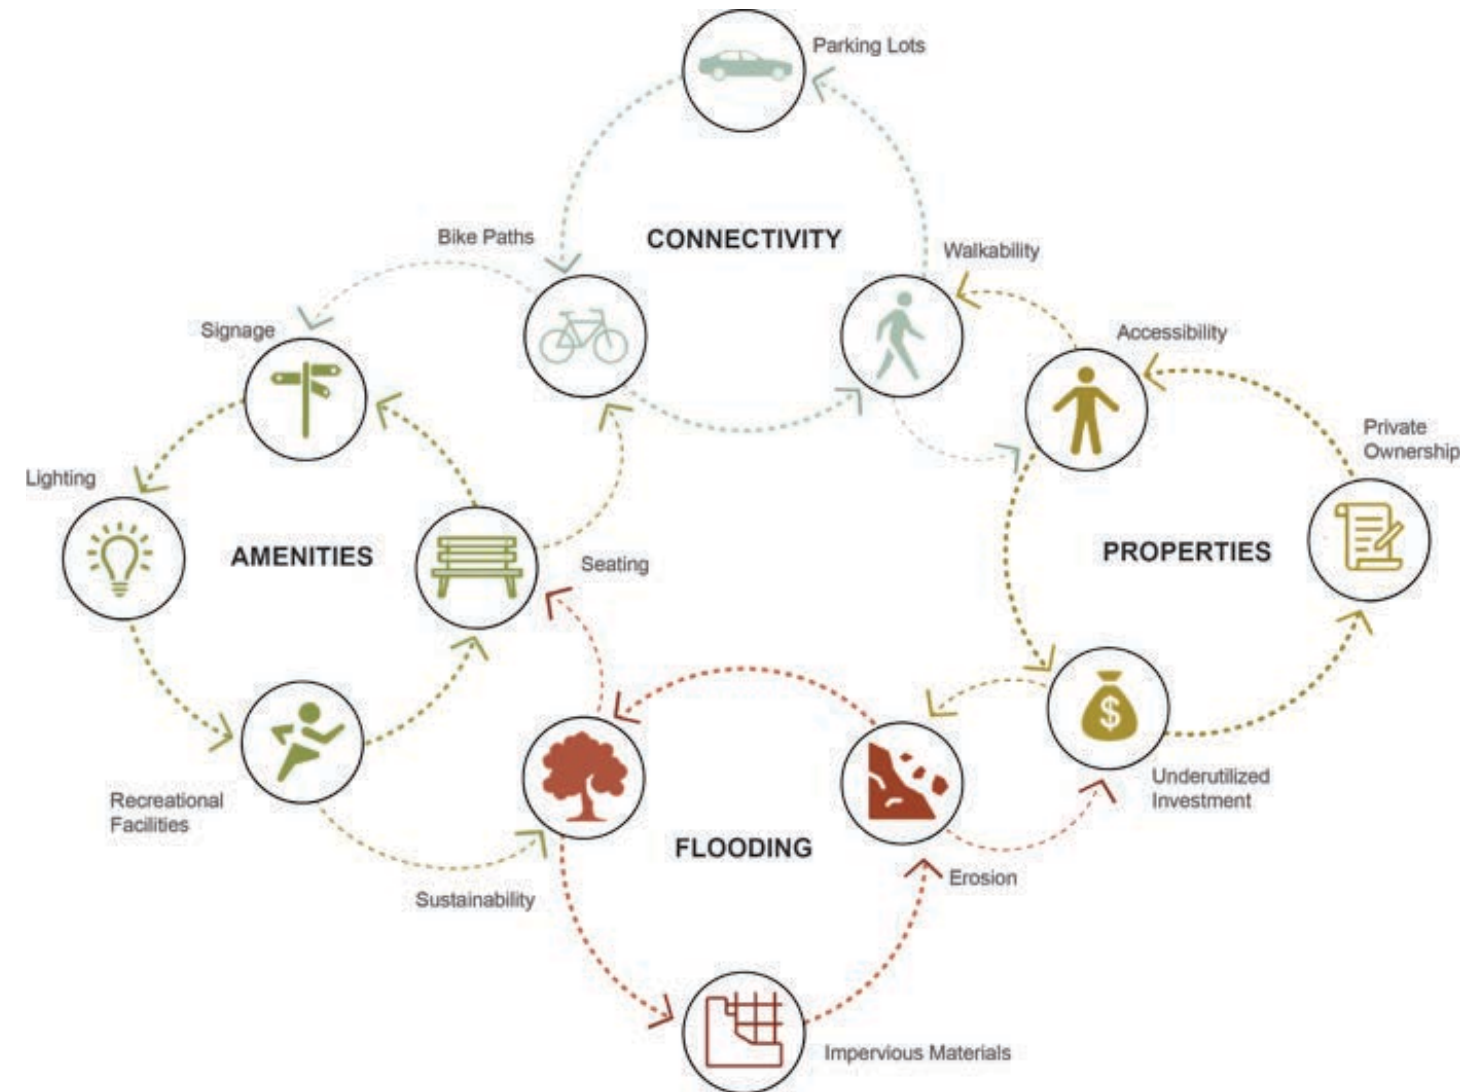 Parking Lots
Bike Paths
CONNECTIVITY
Walkability
Signage
Accessibility
Private
Ownership
Lighting
AMENITIES
Seating
PROPERTIES
$
Recreational
Facilities
Underutilized
Investment
FLOODING
Erosion
Sustainability
Impervious Materials